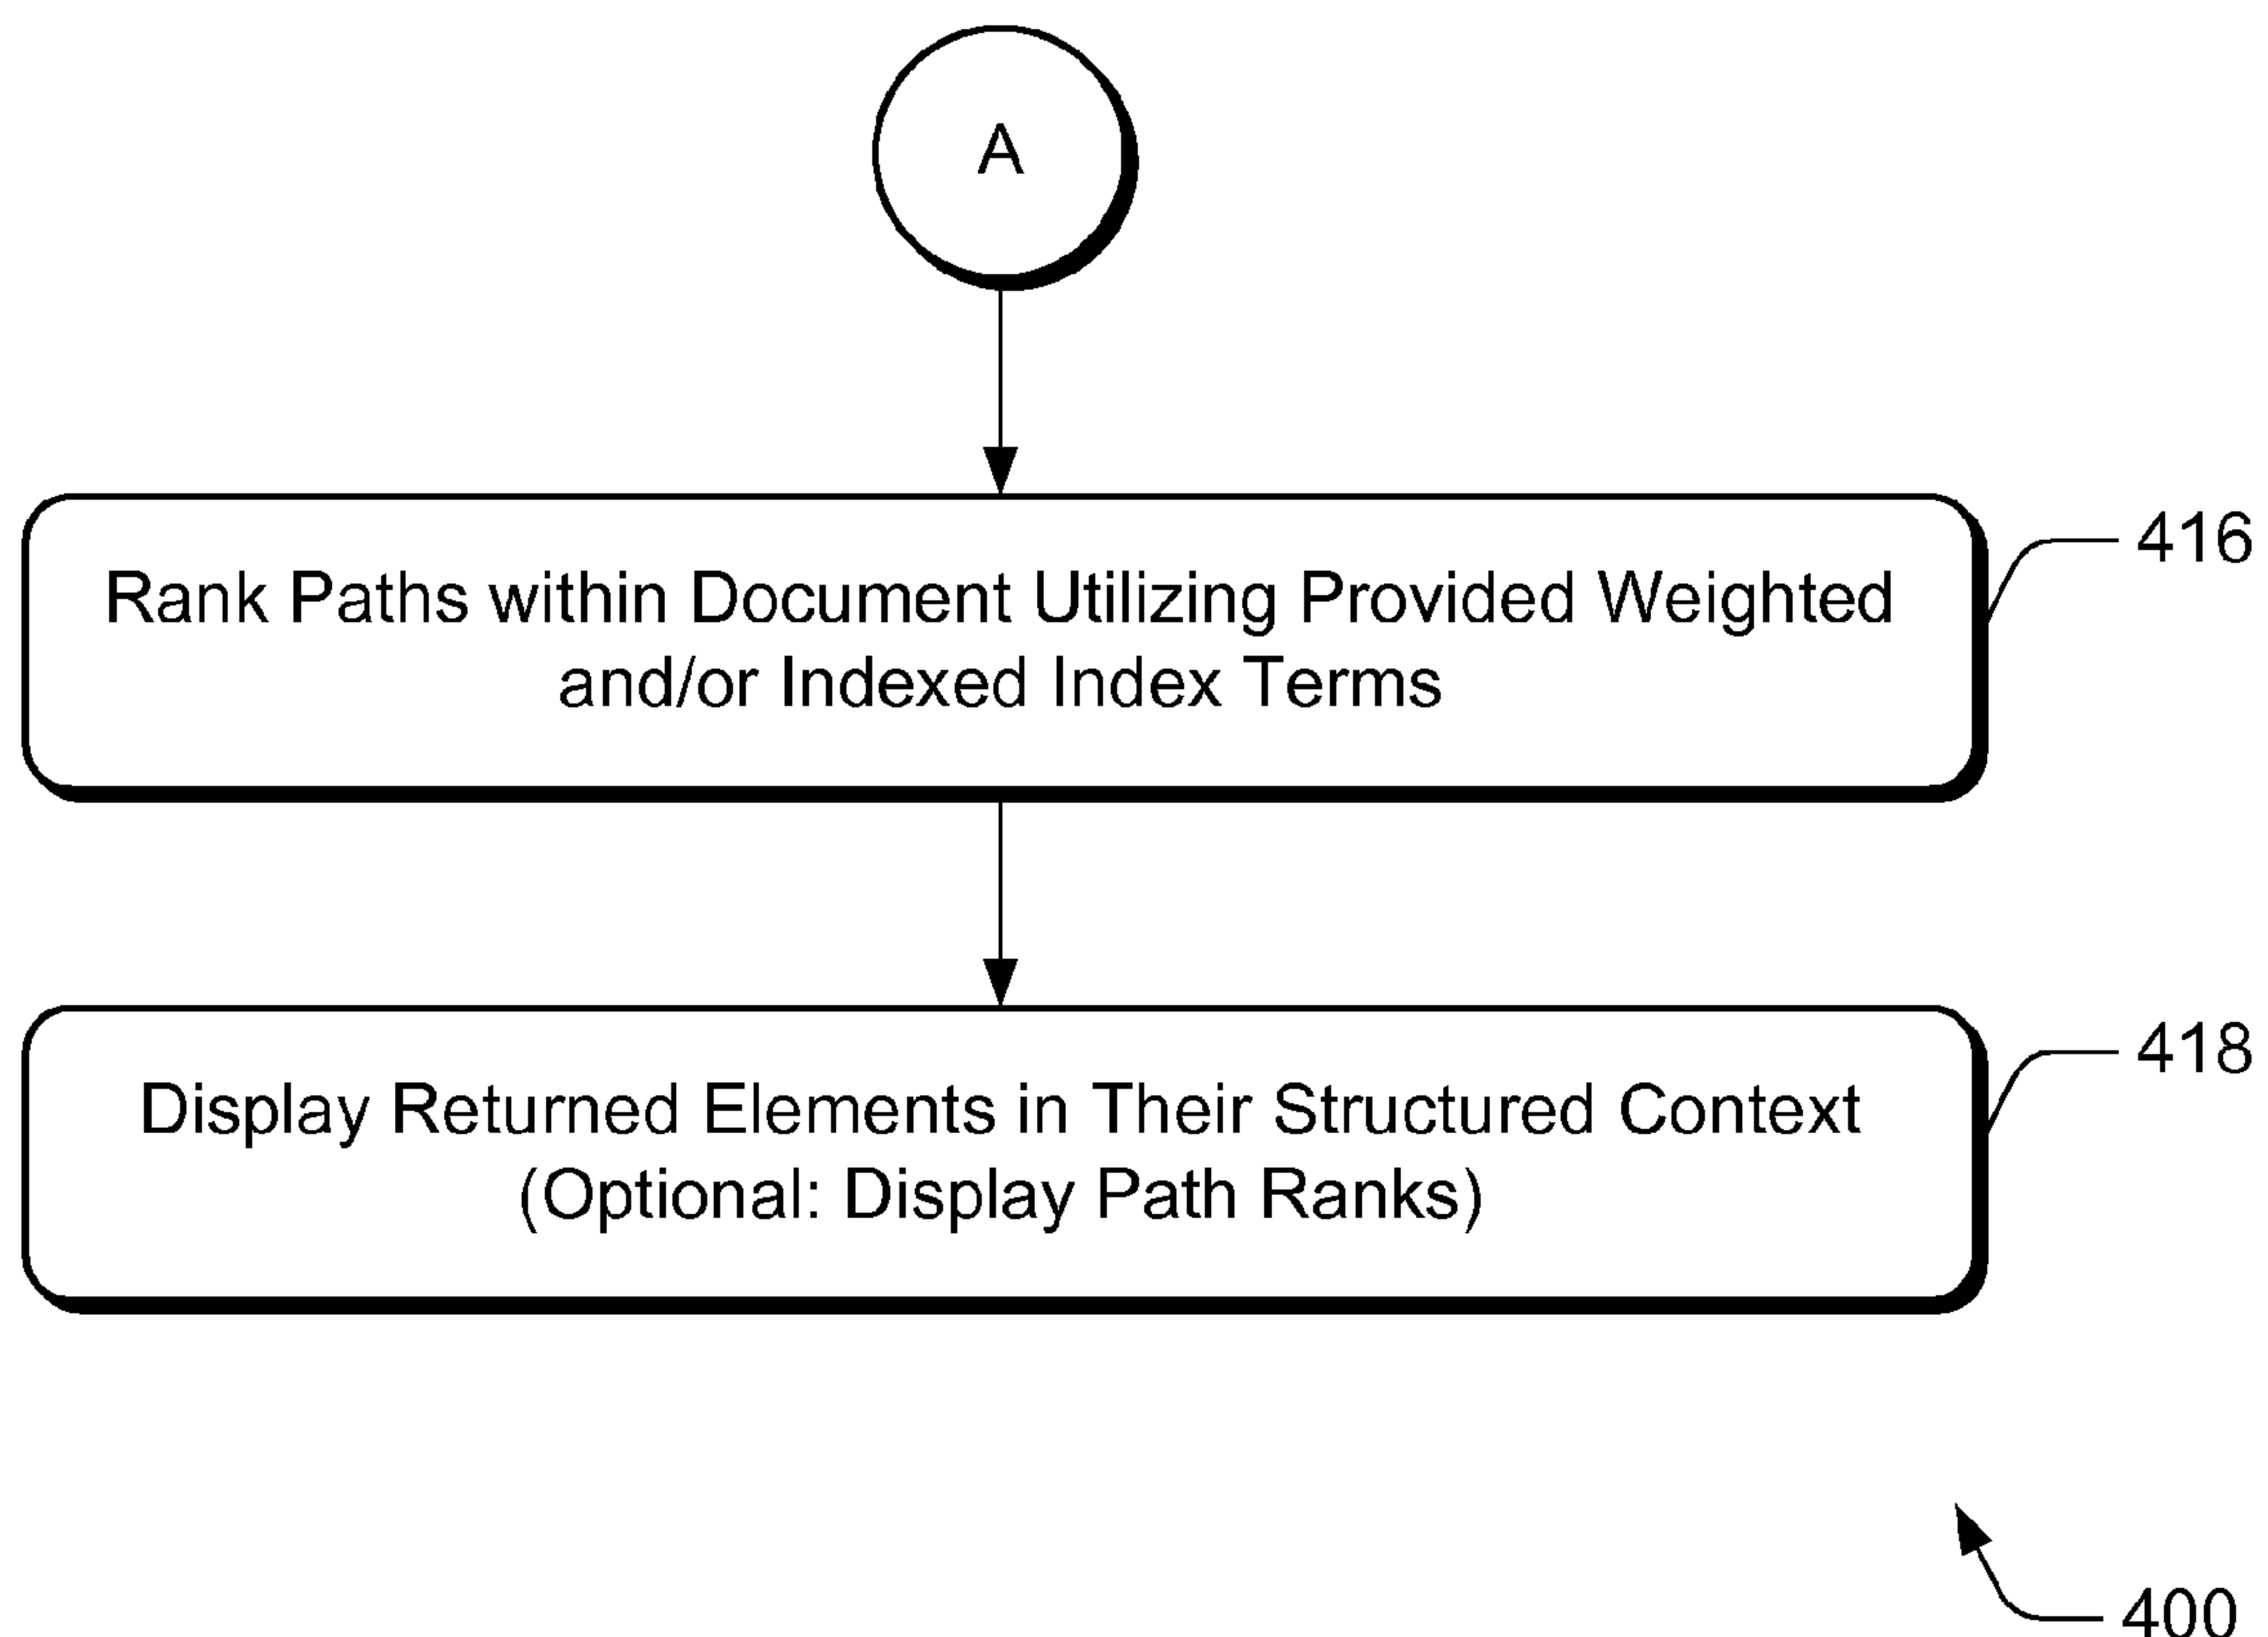 A
Rank Paths within Document Utilizing Provided Weighted
and/or Indexed Index Terms
416
Display Returned Elements in Their Structured Context
(Optional: Display Path Ranks)
418
400